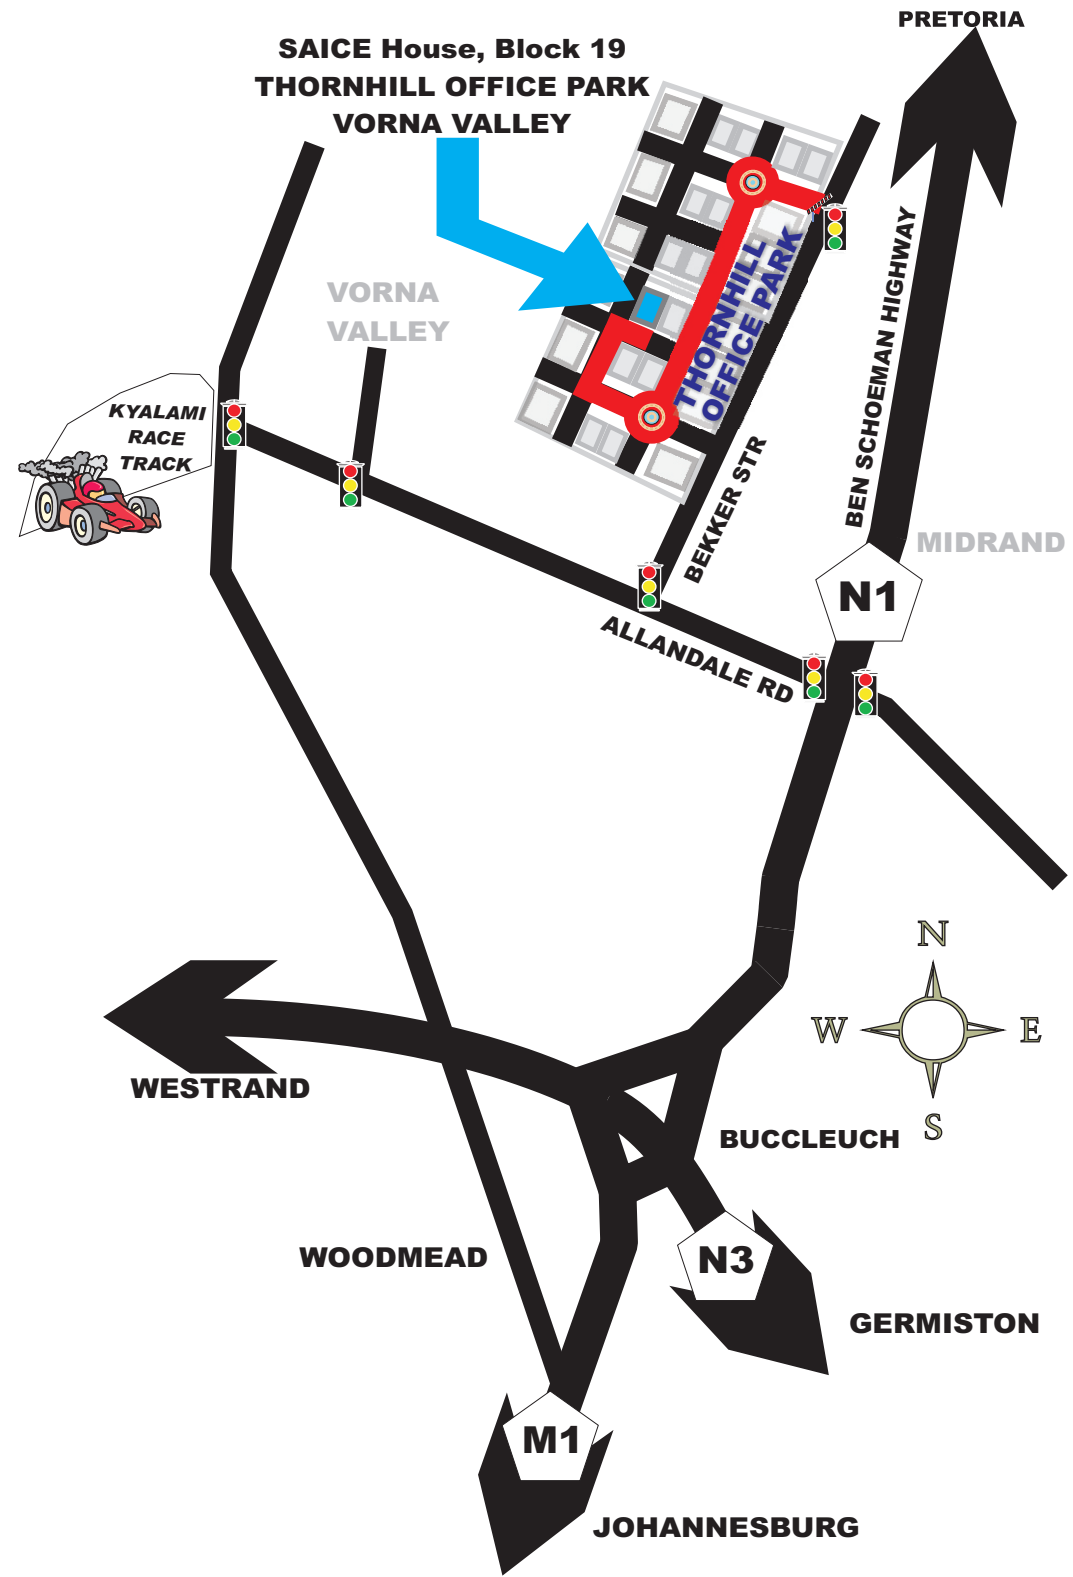 PRETORIA
SAICE House, Block 19
THORNHILL OFFICE PARK
VORNA VALLEY
THORNHILL
OFFICE PARK
BEN SCHOEMAN HIGHWAY
VORNA
VALLEY
KYALAMI
RACE
TRACK
BEKKER STR
MIDRAND
N1
ALLANDALE RD
N
W
E
S
WESTRAND
BUCCLEUCH
WOODMEAD
N3
GERMISTON
M1
JOHANNESBURG